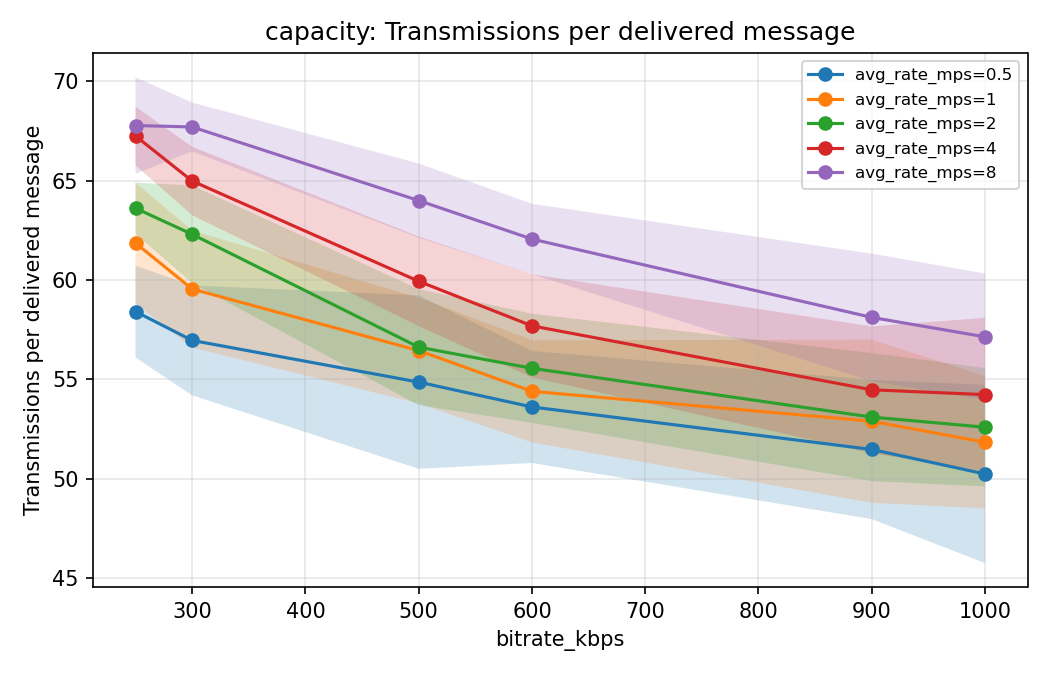 capacity: Transmissions per delivered message
Transmissions per delivered message
70
65
60
55
50
45
avg_rate_mps=0.5
avg_rate_mps=1
avg_rate_mps=2
avg_rate_mps=4
avg_rate_mps=8
300 400 500 600 700 800 900 1000
bitrate_kbps